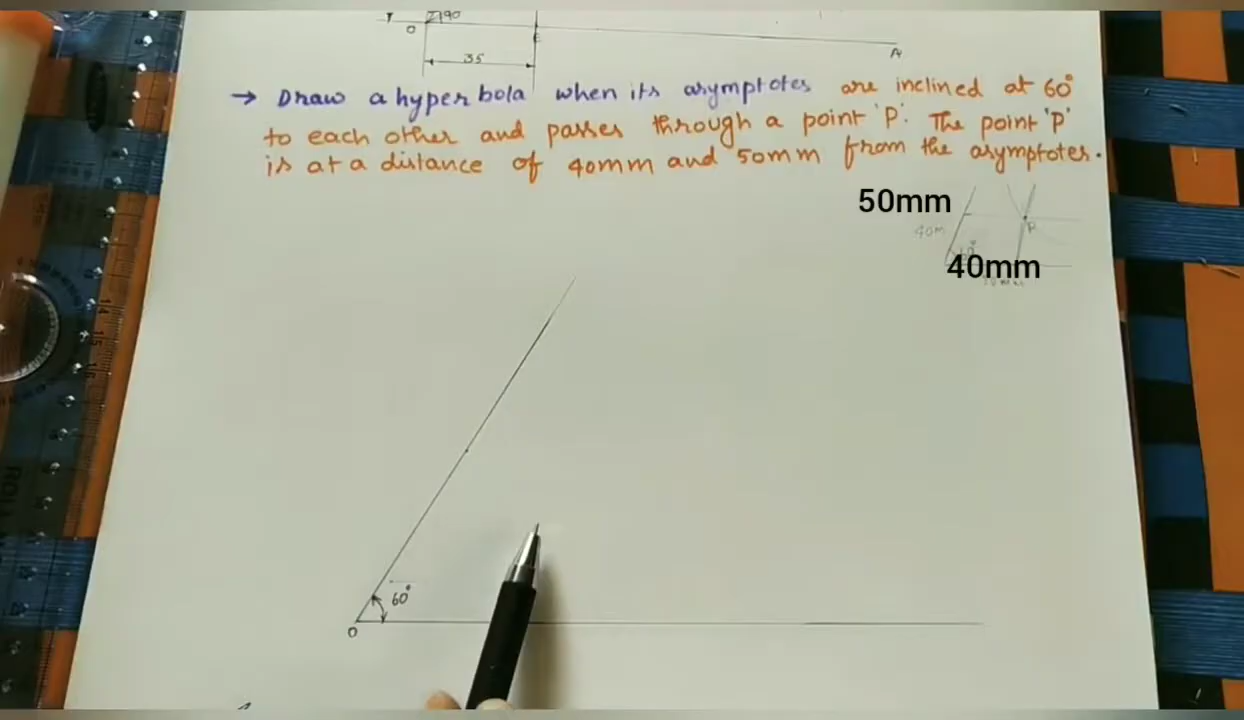 90
O
E
A
35
→ Draw a hyperbola when its asymptotes are inclined at 60°
to each other and passes through a point 'P'. The point 'P'
is at a distance of 40mm and 50mm from the asymptotes.
50mm
P
40mm
60°
O